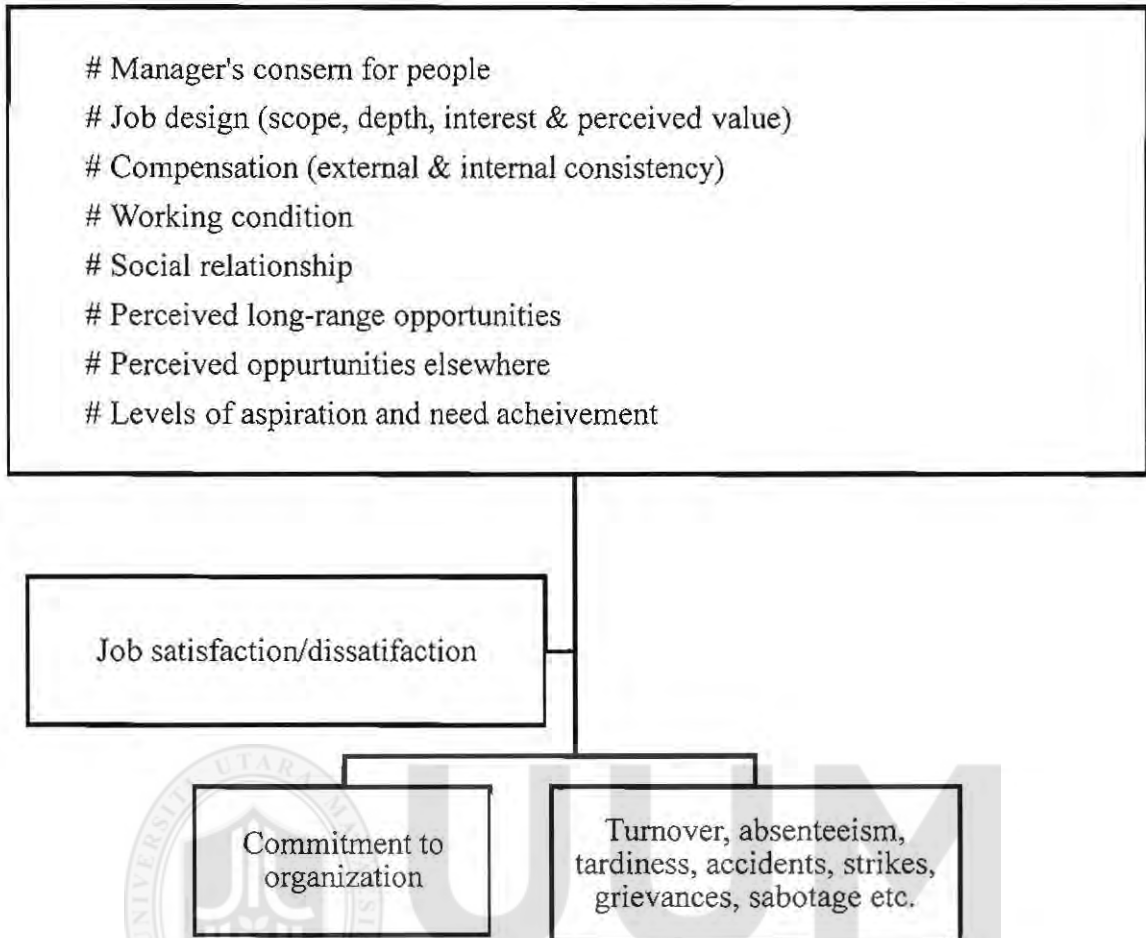 # Manager's consern for people
# Job design (scope, depth, interest & perceived value)
# Compensation (external & internal consistency)
# Working condition
# Social relationship
# Perceived long-range opportunities
# Perceived oppurtunities elsewhere
# Levels of aspiration and need acheivement
Job satisfaction/dissatifaction
Commitment to
organization
Turnover, absenteeism,
tardiness, accidents, strikes,
grievances, sabotage etc.
UUM